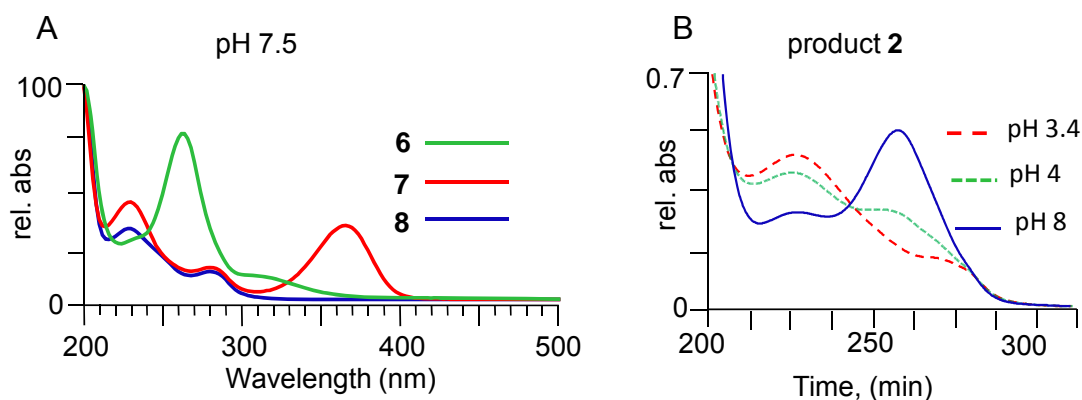 A
pH 7.5
100
0
rel. abs
6
7
8
200
300
400
500
Wavelength (nm)
B
product 2
0.7
0
rel. abs
pH 3.4
pH 4
pH 8
200
250
300
Time, (min)